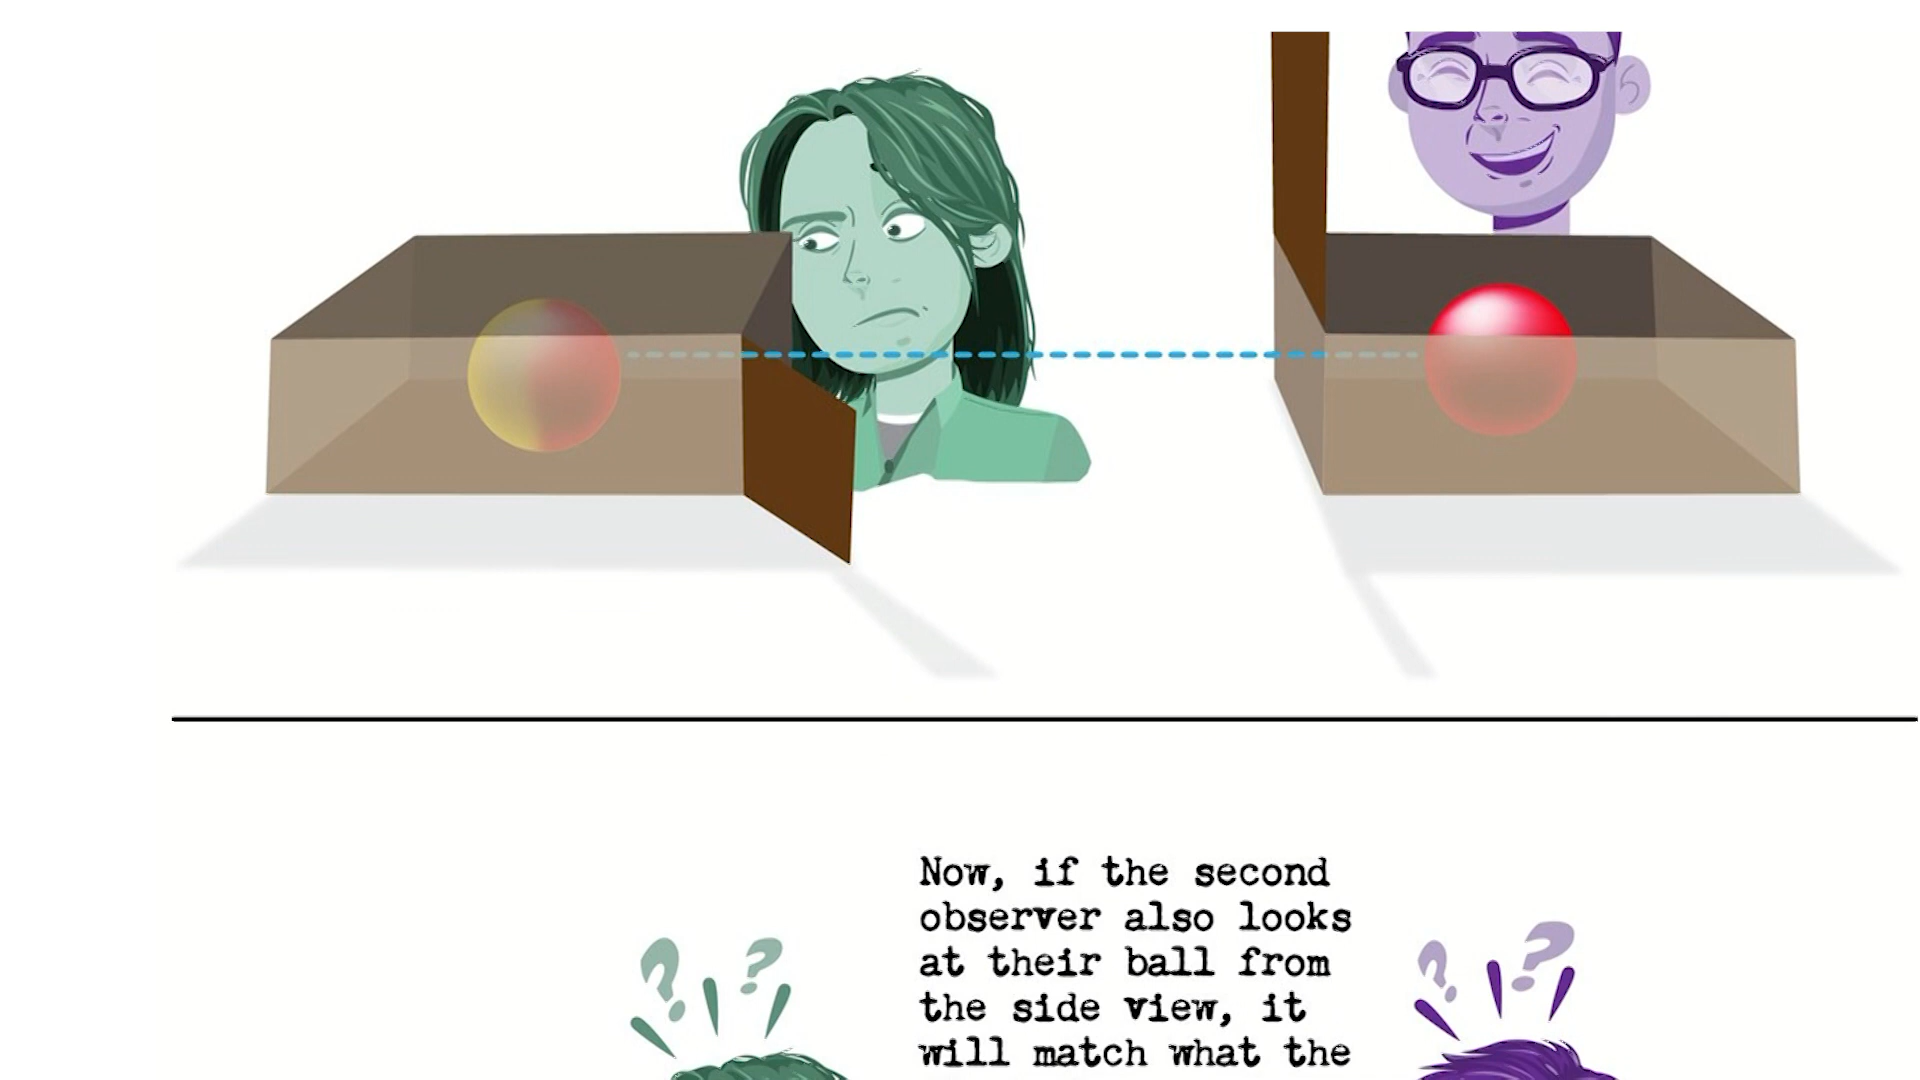 Now, if the second
observer also looks
at their ball from
the side view, it
will match what the